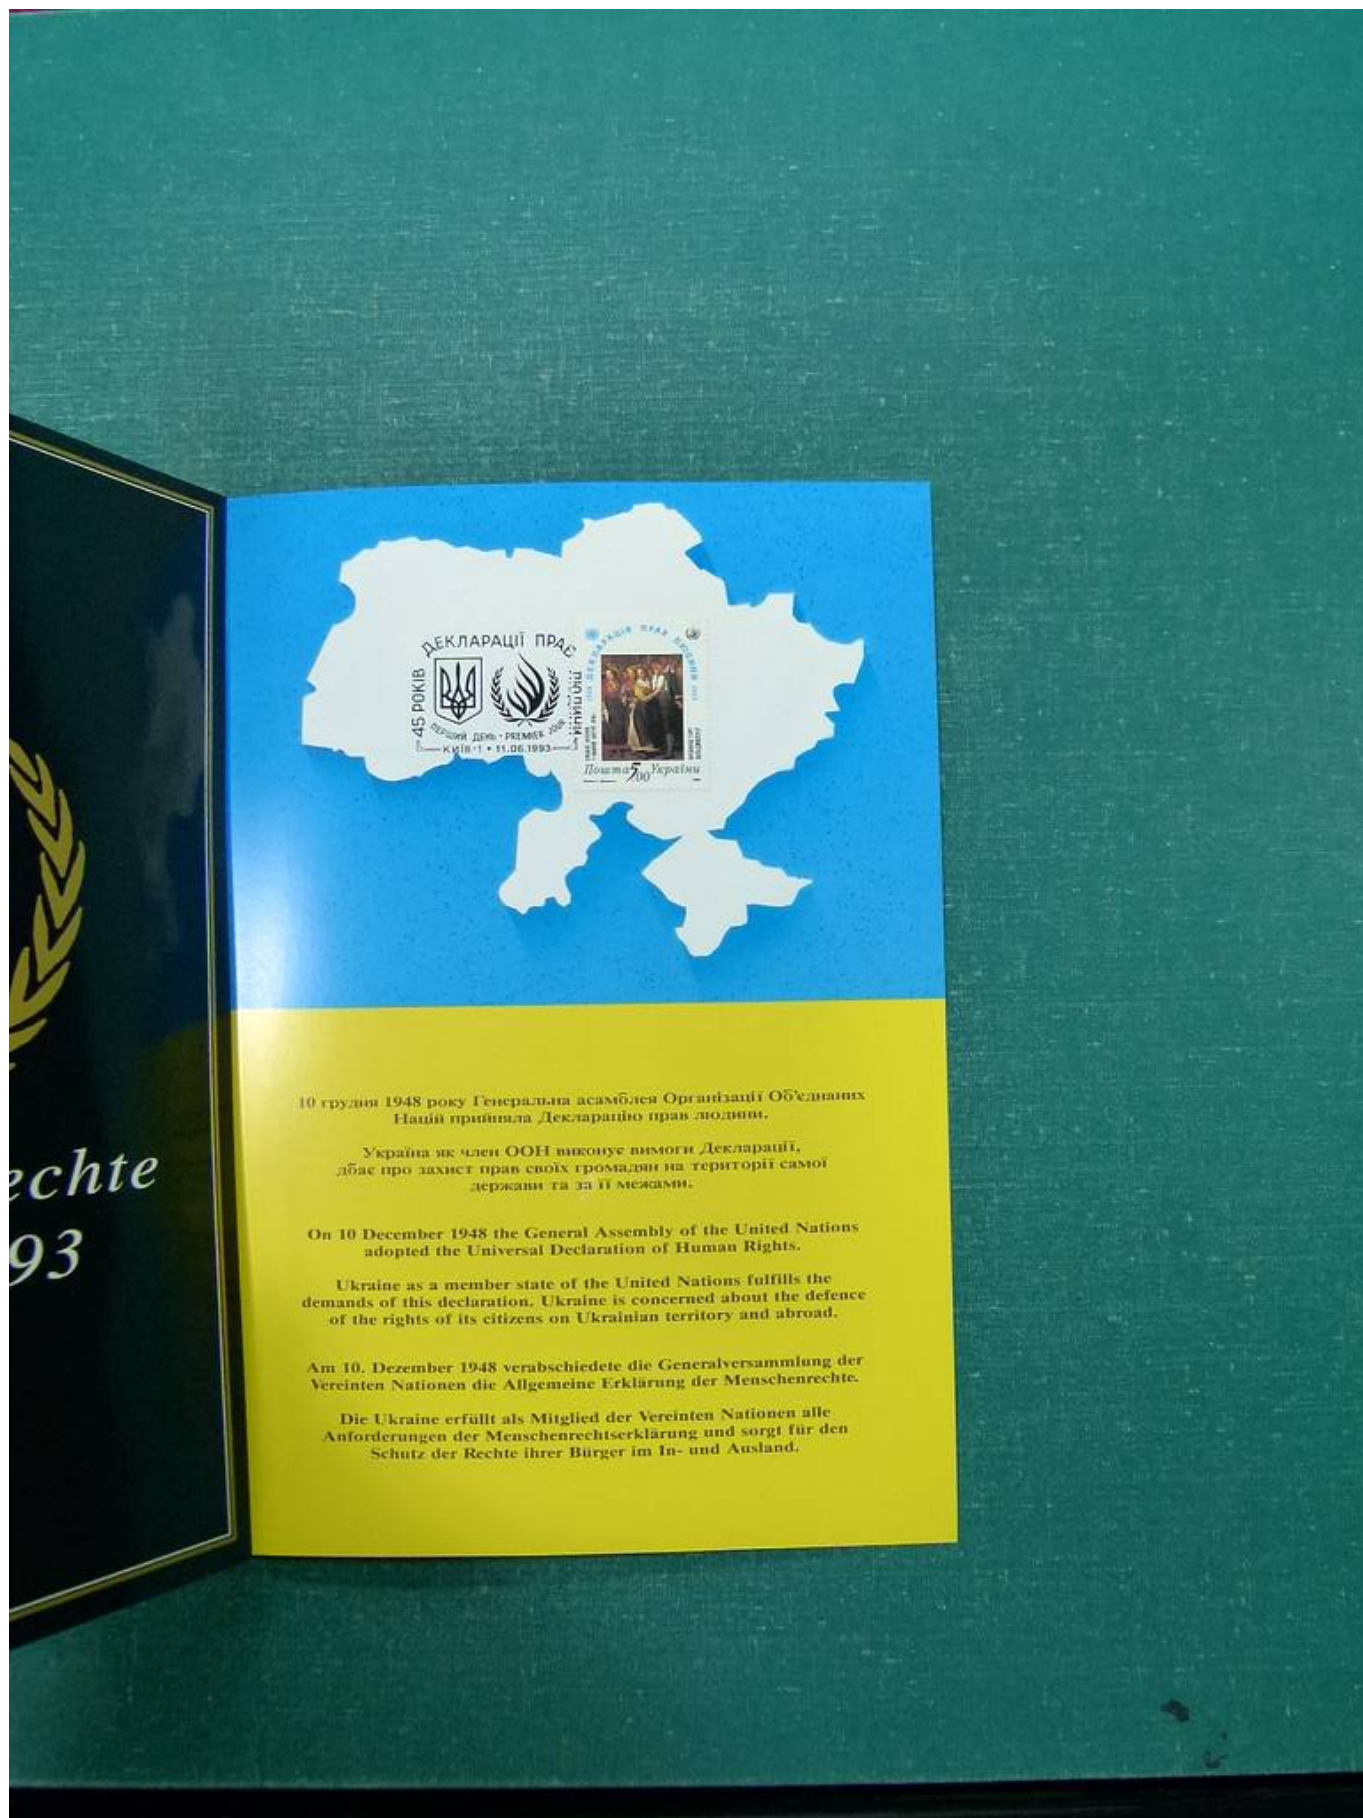 echte
93
45 РОКІВ ДЕКЛАРАЦІЇ ПРАВ
ПЕРШИЙ ДЕНЬ · PREMIER JOUR
КИЇВ-1 • 11.06.1993
ДЕКЛАРАЦІЯ ПРАВ ЛЮДИНИ
Пошта 500 України
10 грудня 1948 року Генеральна асамблея Організації Об'єднаних
Націй прийняла Декларацію прав людини.
Україна як член ООН виконує вимоги Декларації,
дбає про захист прав своїх громадян на території самої
держави та за її межами.
On 10 December 1948 the General Assembly of the United Nations
adopted the Universal Declaration of Human Rights.
Ukraine as a member state of the United Nations fulfills the
demands of this declaration. Ukraine is concerned about the defence
of the rights of its citizens on Ukrainian territory and abroad.
Am 10. Dezember 1948 verabschiedete die Generalversammlung der
Vereinten Nationen die Allgemeine Erklärung der Menschenrechte.
Die Ukraine erfüllt als Mitglied der Vereinten Nationen alle
Anforderungen der Menschenrechtserklärung und sorgt für den
Schutz der Rechte ihrer Bürger im In- und Ausland.